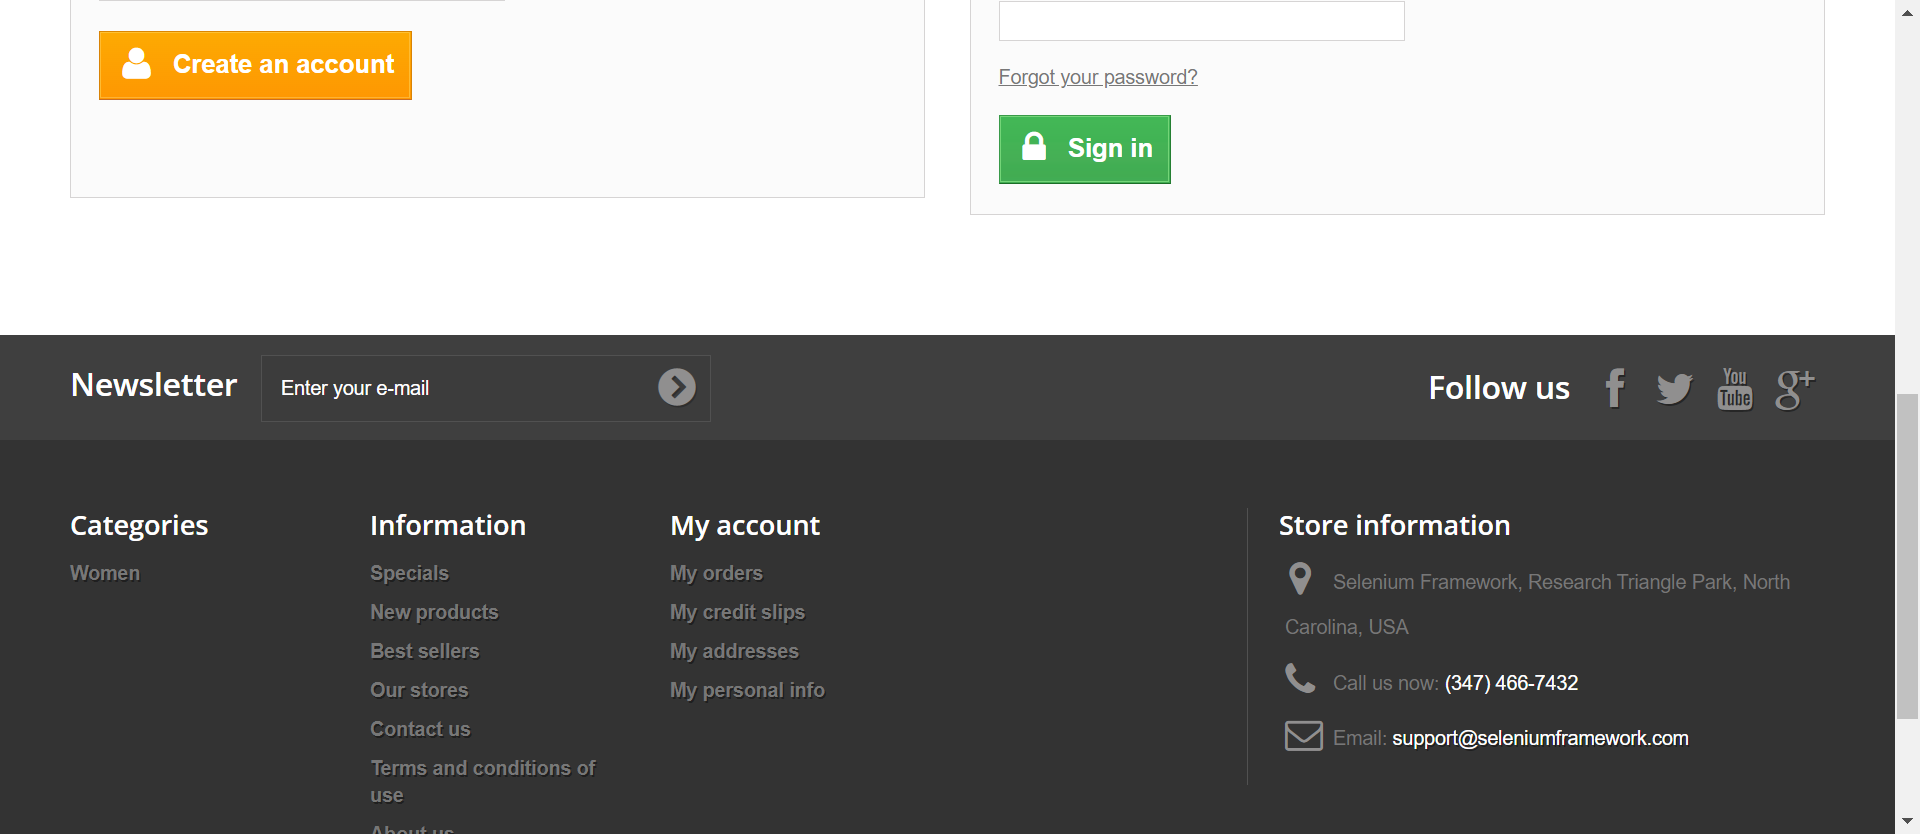 Create an account
Forgot your password?
Sign in
Newsletter
Enter your e-mail
Follow us
You
Tube
g+
Categories
Women
Information
Specials
New products
Best sellers
Our stores
Contact us
Terms and conditions of
use
About us
My account
My orders
My credit slips
My addresses
My personal info
Store information
Selenium Framework, Research Triangle Park, North
Carolina, USA
Call us now: (347) 466-7432
Email: support@seleniumframework.com